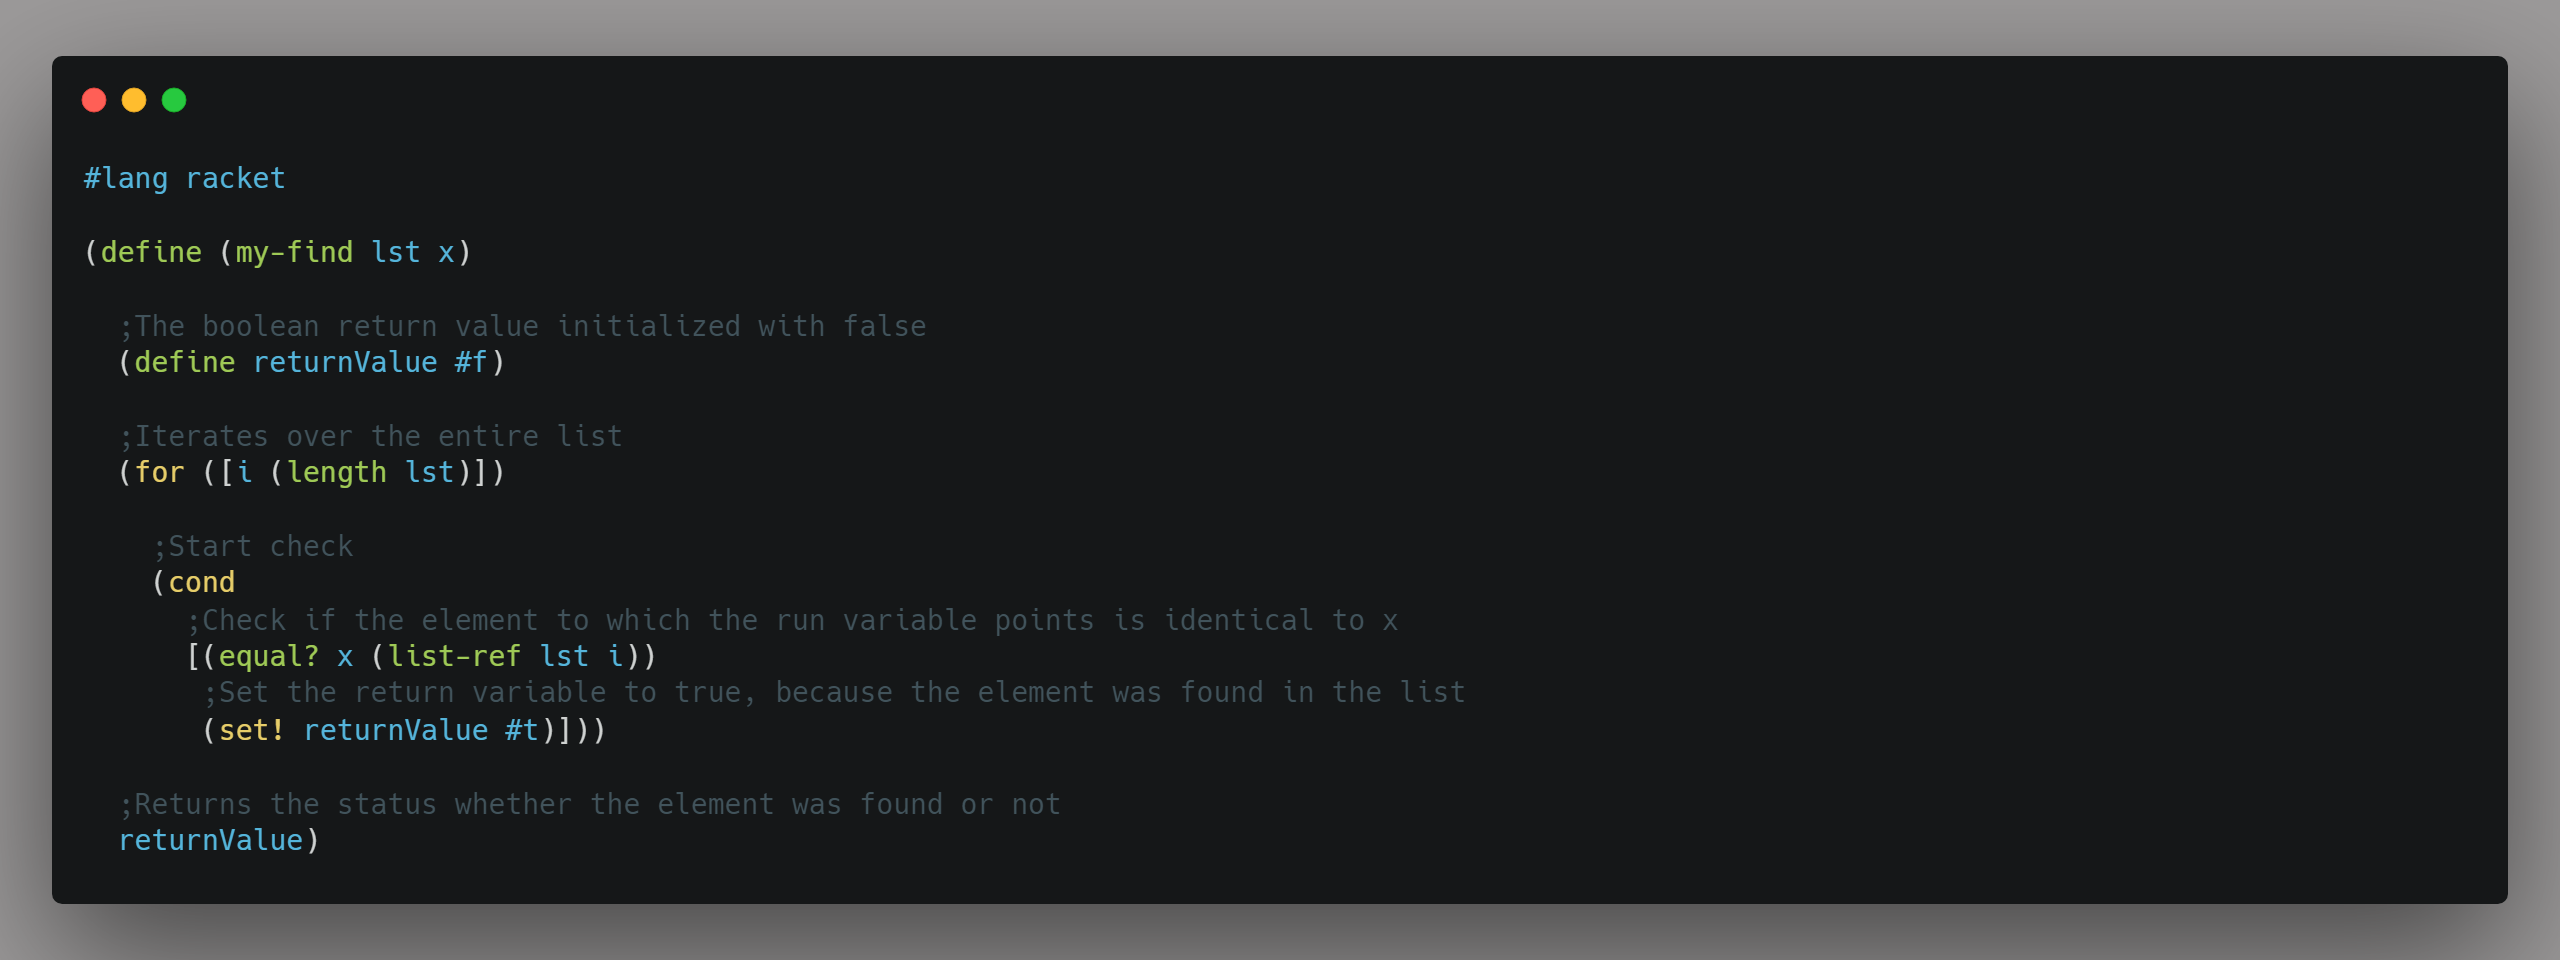 #lang racket
(define (my-find lst x)
;The boolean return value initialized with false
(define returnValue #f)
;Iterates over the entire list
(for ([i (length lst)])
;Start check
(cond
;Check if the element to which the run variable points is identical to x
[(equal? x (list-ref lst i))
;Set the return variable to true, because the element was found in the list
(set! returnValue #t)]))
;Returns the status whether the element was found or not
returnValue)